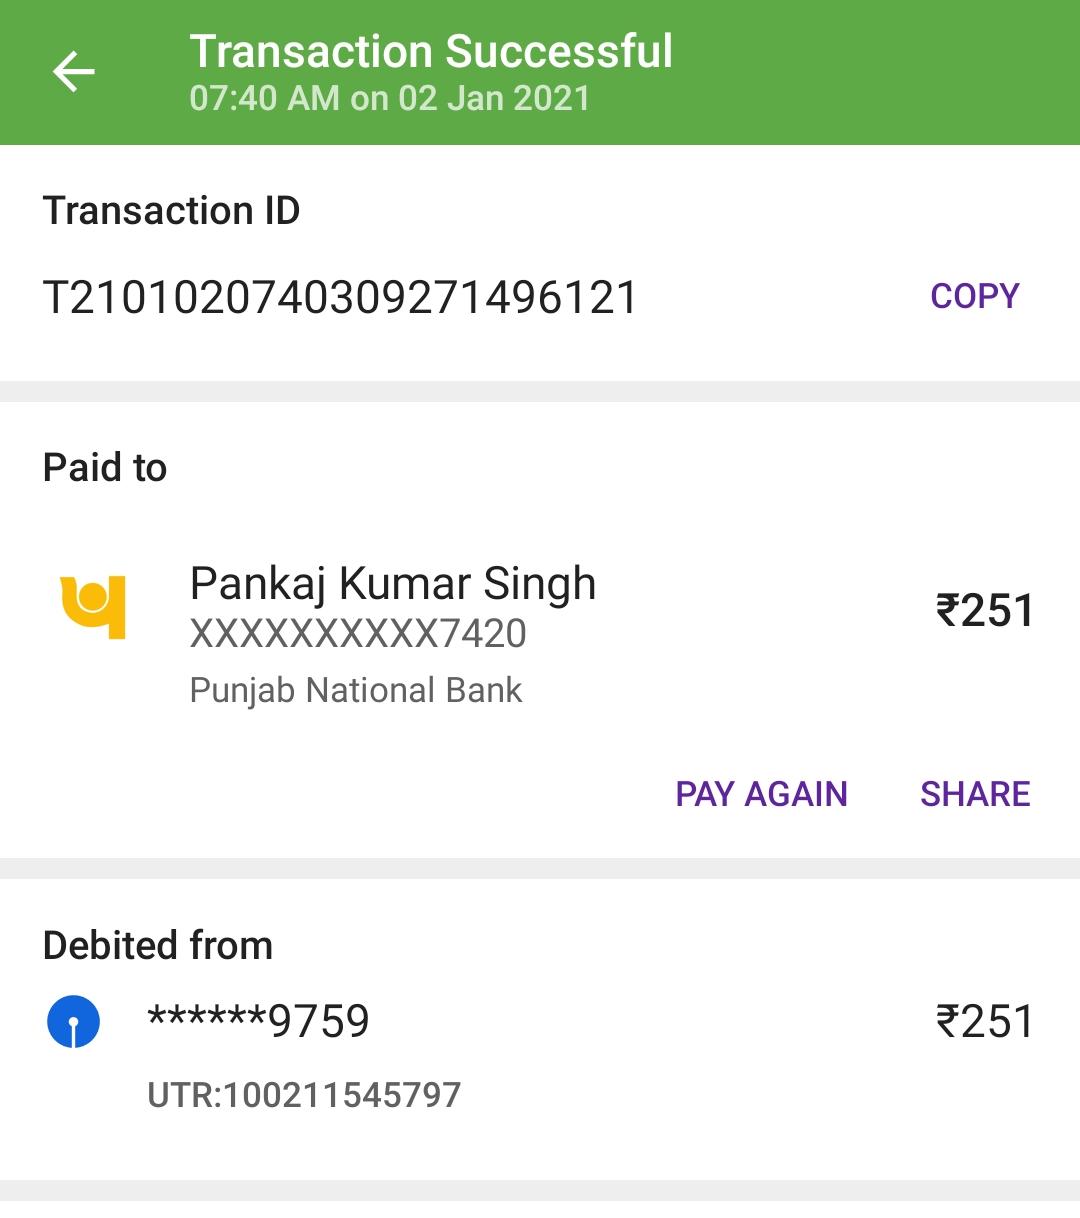 Transaction Successful
07:40 AM on 02 Jan 2021
Transaction ID
T2101020740309271496121
COPY
Paid to
Pankaj Kumar Singh
₹251
XXXXXXXXXX7420
Punjab National Bank
PAY AGAIN
SHARE
Debited from
******9759
₹251
UTR:100211545797